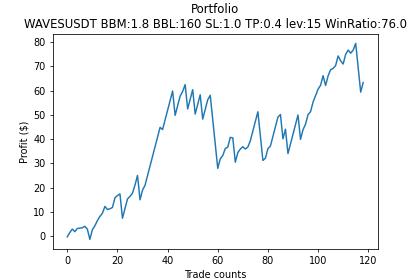 Portfolio
WAVESUSDT BBM:1.8 BBL:160 SL:1.0 TP:0.4 lev:15 WinRatio:76.0
80
70
60
50
40
30
20
10
0
Profit ($)
0 20 40 60 80 100 120
Trade counts